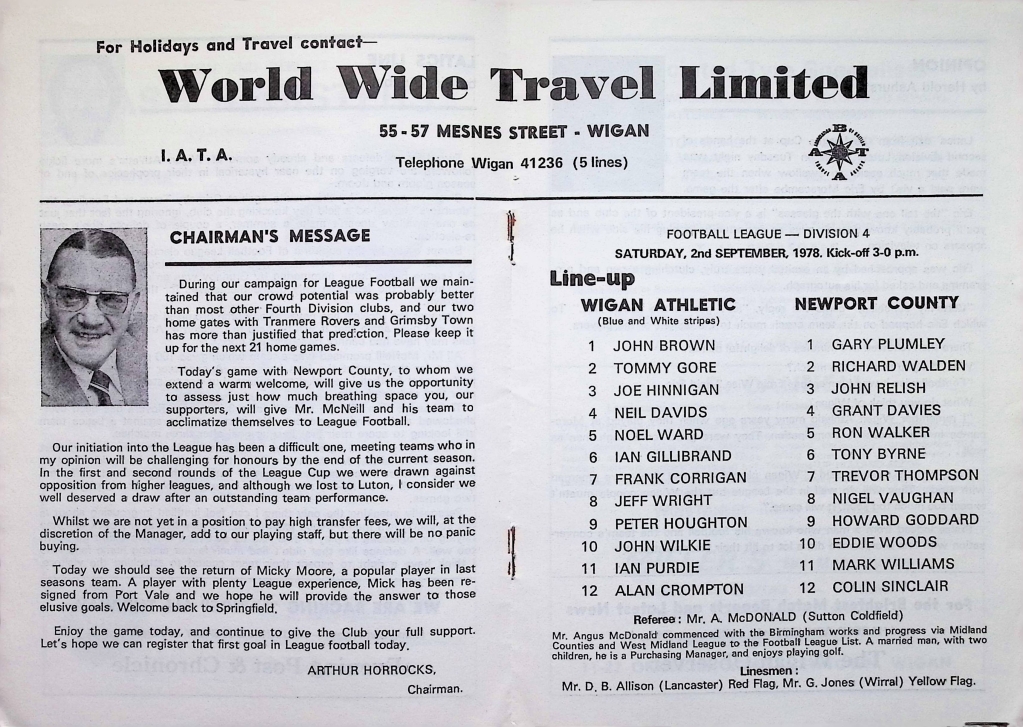 For Holidays and Travel contact—
World Wide Travel Limited
55-57 MESNES STREET - WIGAN
I. A. T. A.
Telephone Wigan 41236 (5 lines)
A B T A
CHAIRMAN'S MESSAGE
During our campaign for League Football we main-
tained that our crowd potential was probably better
than most other Fourth Division clubs, and our two
home gates with Tranmere Rovers and Grimsby Town
has more than justified that prediction. Please keep it
up for the next 21 home games.
Today's game with Newport County, to whom we
extend a warm welcome, will give us the opportunity
to assess just how much breathing space you, our
supporters, will give Mr. McNeill and his team to
acclimatize themselves to League Football.
Our initiation into the League has been a difficult one, meeting teams who in
my opinion will be challenging for honours by the end of the current season.
In the first and second rounds of the League Cup we were drawn against
opposition from higher leagues, and although we lost to Luton, I consider we
well deserved a draw after an outstanding team performance.
Whilst we are not yet in a position to pay high transfer fees, we will, at the
discretion of the Manager, add to our playing staff, but there will be no panic
buying.
Today we should see the return of Micky Moore, a popular player in last
seasons team. A player with plenty League experience, Mick has been re-
signed from Port Vale and we hope he will provide the answer to those
elusive goals. Welcome back to Springfield.
Enjoy the game today, and continue to give the Club your full support.
Let's hope we can register that first goal in League football today.
ARTHUR HORROCKS,
Chairman.
FOOTBALL LEAGUE — DIVISION 4
SATURDAY, 2nd SEPTEMBER, 1978. Kick-off 3-0 p.m.
Line-up
WIGAN ATHLETIC
(Blue and White stripes)
1 JOHN BROWN
2 TOMMY GORE
3 JOE HINNIGAN
4 NEIL DAVIDS
5 NOEL WARD
6 IAN GILLIBRAND
7 FRANK CORRIGAN
8 JEFF WRIGHT
9 PETER HOUGHTON
10 JOHN WILKIE
11 IAN PURDIE
12 ALAN CROMPTON
NEWPORT COUNTY
1 GARY PLUMLEY
2 RICHARD WALDEN
3 JOHN RELISH
4 GRANT DAVIES
5 RON WALKER
6 TONY BYRNE
7 TREVOR THOMPSON
8 NIGEL VAUGHAN
9 HOWARD GODDARD
10 EDDIE WOODS
11 MARK WILLIAMS
12 COLIN SINCLAIR
Referee : Mr. A. McDONALD (Sutton Coldfield)
Mr. Angus McDonald commenced with the Birmingham works and progress via Midland
Counties and West Midland League to the Football League List. A married man, with two
children, he is a Purchasing Manager, and enjoys playing golf.
Linesmen :
Mr. D. B. Allison (Lancaster) Red Flag, Mr. G. Jones (Wirral) Yellow Flag.